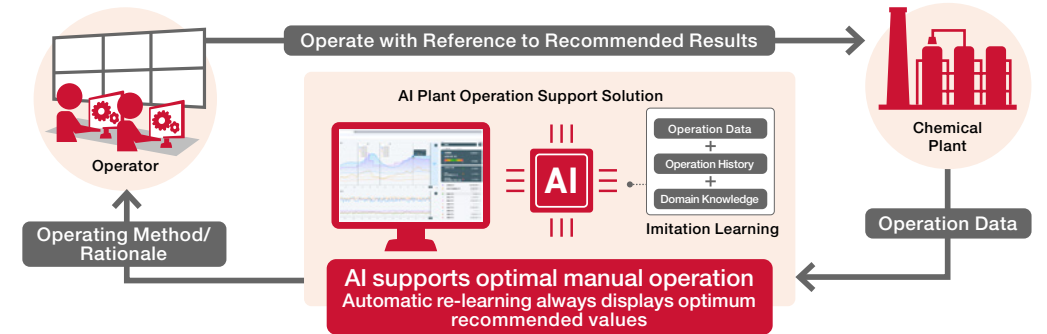 Operate with Reference to Recommended Results
Operator
AI Plant Operation Support Solution
AI
Operation Data
+
Operation History
+
Domain Knowledge
Imitation Learning
Chemical
Plant
Operating Method/
Rationale
Operation Data
AI supports optimal manual operation
Automatic re-learning always displays optimum
recommended values